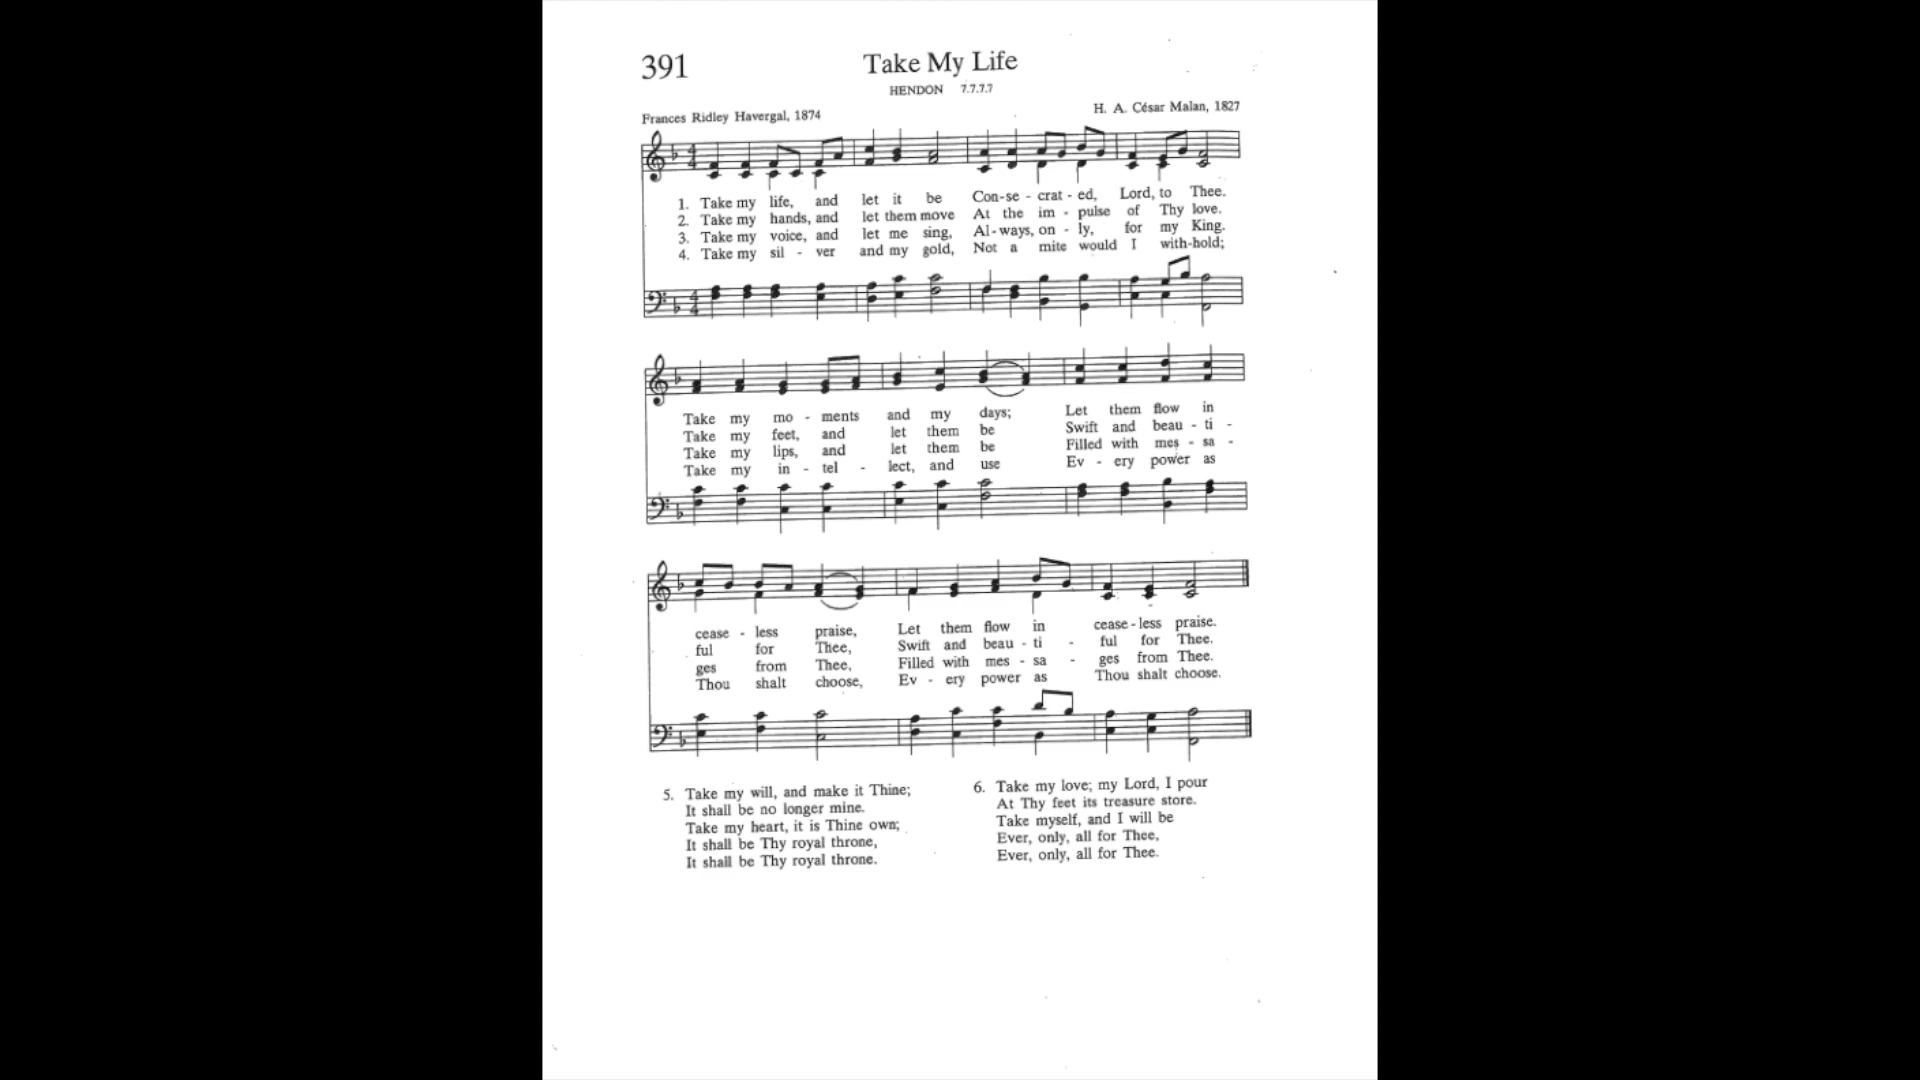 391
Take My Life
HENDON 7.7.7.7
Frances Ridley Havergal, 1874
H. A. César Malan, 1827
1. Take my life, and let it be Con-se - crat - ed, Lord, to Thee.
2. Take my hands, and let them move At the im - pulse of Thy love.
3. Take my voice, and let me sing, Al-ways, on - ly, for my King.
4. Take my sil - ver and my gold, Not a mite would I with-hold;
Take my mo - ments and my days; Let them flow in
Take my feet, and let them be Swift and beau - ti -
Take my lips, and let them be Filled with mes - sa -
Take my in - tel - lect, and use Ev - ery power as
cease - less praise, Let them flow in cease - less praise.
ful for Thee, Swift and beau - ti - ful for Thee.
ges from Thee, Filled with mes - sa - ges from Thee.
Thou shalt choose, Ev - ery power as Thou shalt choose.
5. Take my will, and make it Thine;
It shall be no longer mine.
Take my heart, it is Thine own;
It shall be Thy royal throne,
It shall be Thy royal throne.
6. Take my love; my Lord, I pour
At Thy feet its treasure store.
Take myself, and I will be
Ever, only, all for Thee,
Ever, only, all for Thee.